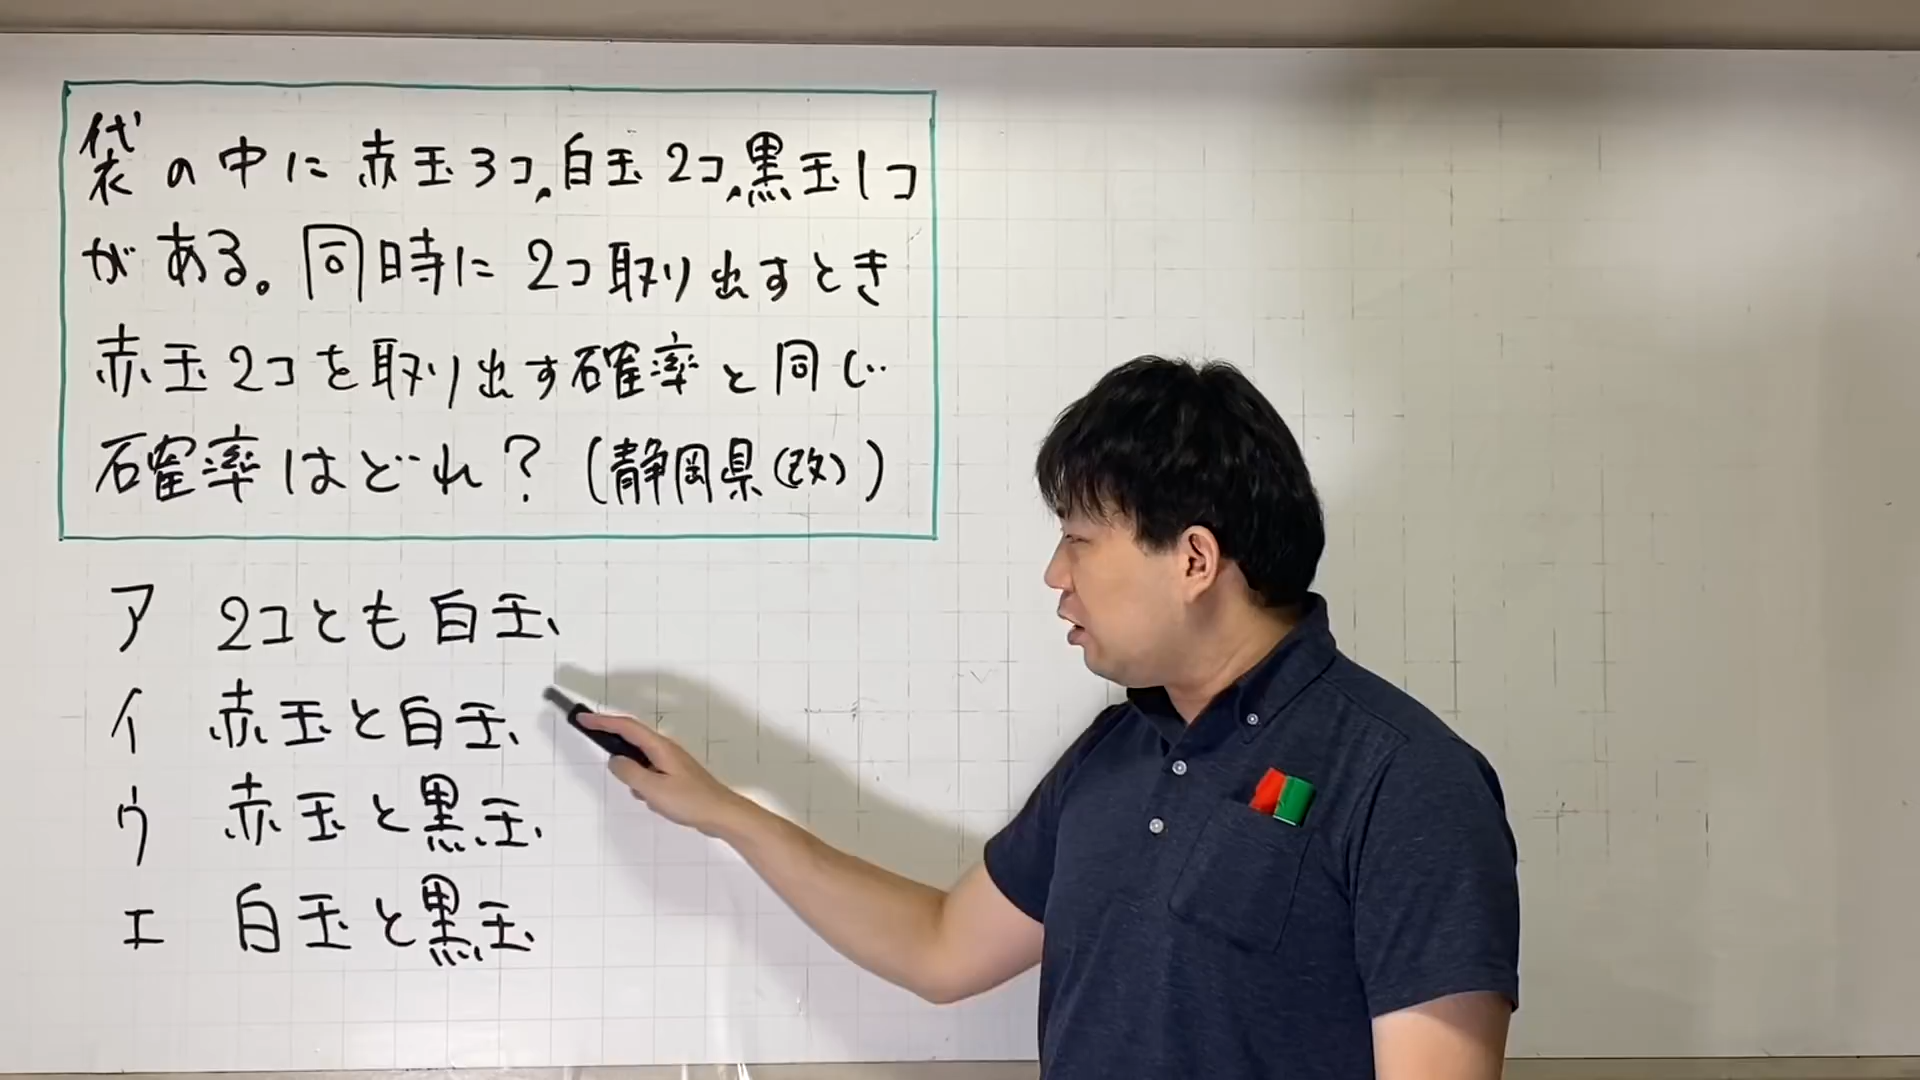 袋の中に赤玉3コ,白玉2コ,黒玉1コ
がある。同時に2コ取り出すとき
赤玉2コを取り出す確率と同じ
確率はどれ?(静岡県(改))
ア 2コとも白玉
イ 赤玉と白玉
ウ 赤玉と黒玉
エ 白玉と黒玉